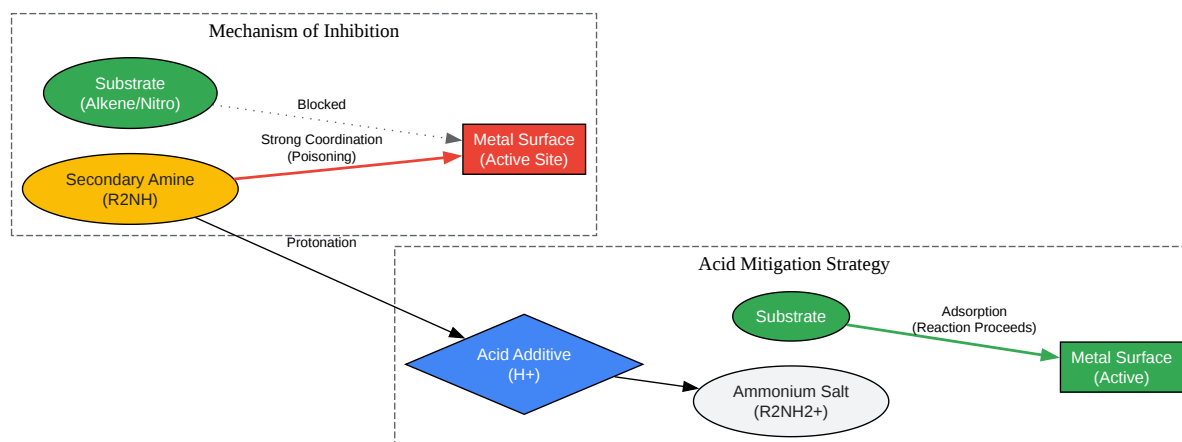 Mechanism of Inhibition
Substrate
(Alkene/Nitro)
Blocked
Strong Coordination
(Poisoning)
Metal Surface
(Active Site)
Secondary Amine
(R2NH)
Protonation
Acid Mitigation Strategy
Substrate
Adsorption
(Reaction Proceeds)
Metal Surface
(Active)
Acid Additive
(H+)
Ammonium Salt
(R2NH2+)